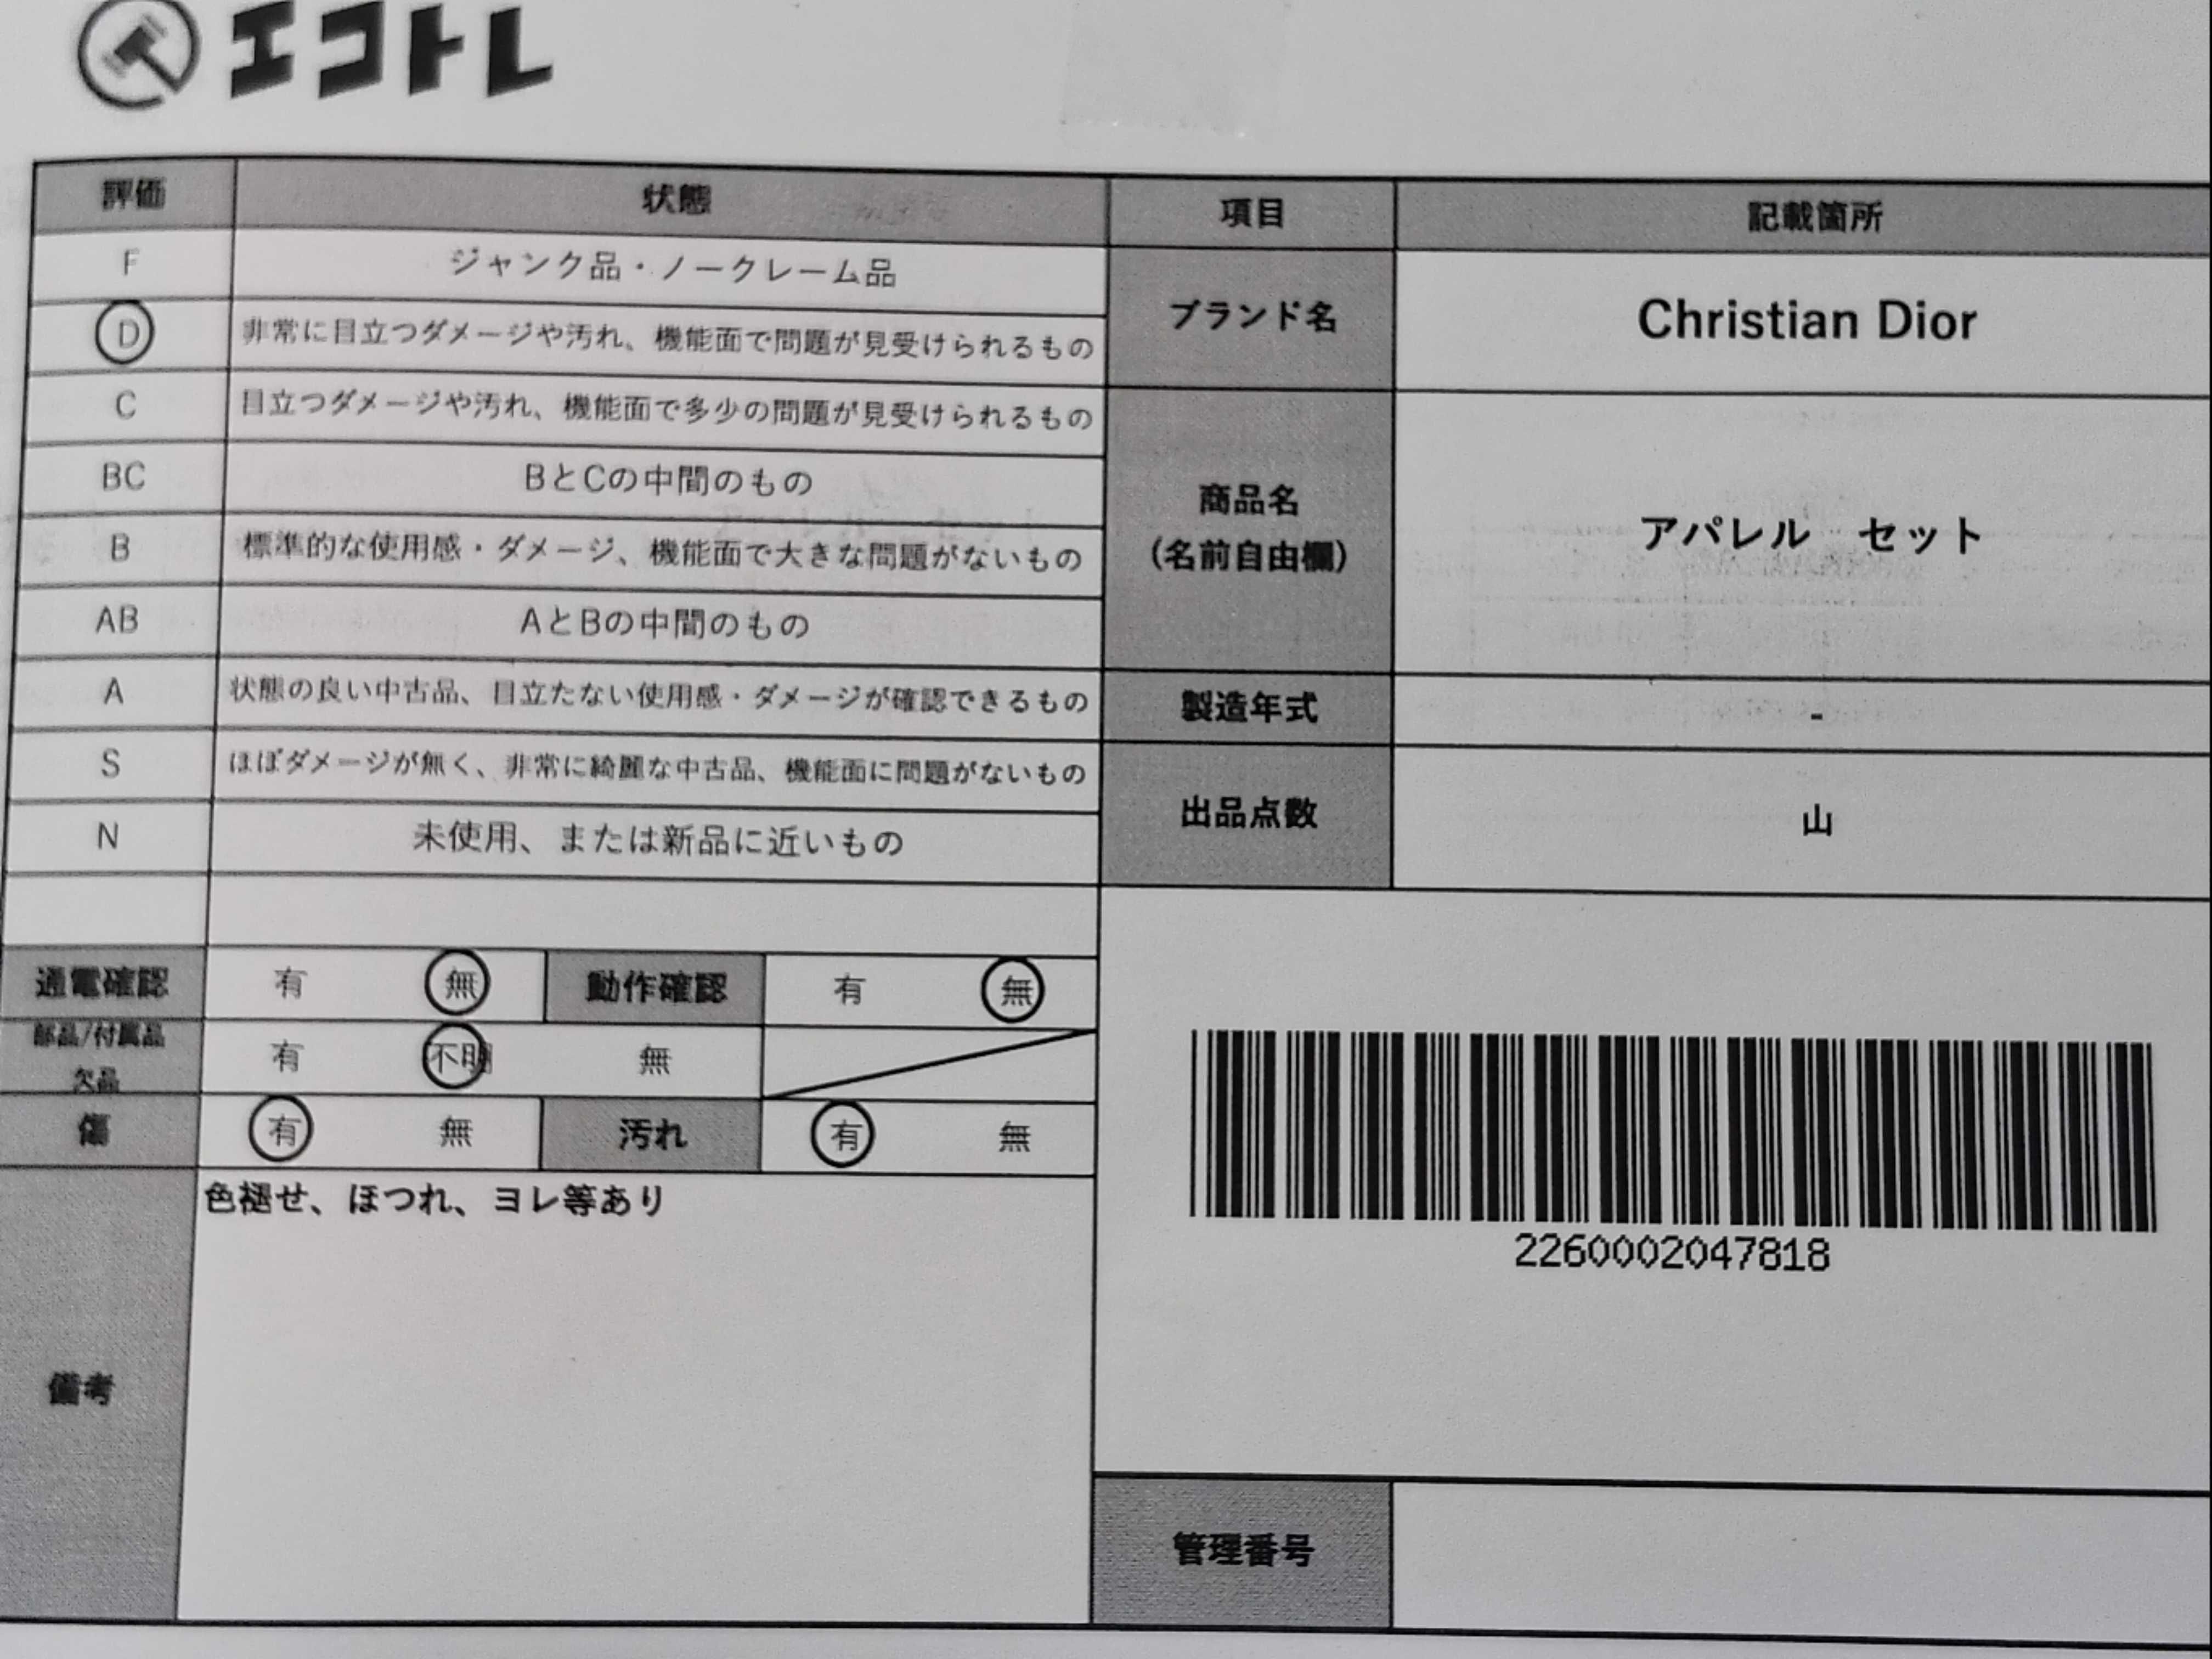 エコトレ
評価 状態 項目 記載箇所
F ジャンク品・ノークレーム品
D 非常に目立つダメージや汚れ、機能面で問題が見受けられるもの
ブランド名 Christian Dior
C 目立つダメージや汚れ、機能面で多少の問題が見受けられるもの
BC BとCの中間のもの
商品名
(名前自由欄)
アパレル　セット
B 標準的な使用感・ダメージ、機能面で大きな問題がないもの
AB AとBの中間のもの
A 状態の良い中古品、目立たない使用感・ダメージが確認できるもの
製造年式 -
S ほぼダメージが無く、非常に綺麗な中古品、機能面に問題がないもの
出品点数 山
N 未使用、または新品に近いもの
通電確認 有 無 動作確認 有 無
部品/付属品
欠品
有 不明 無
傷 有 無 汚れ 有 無
備考
色褪せ、ほつれ、ヨレ等あり
2260002047818
管理番号